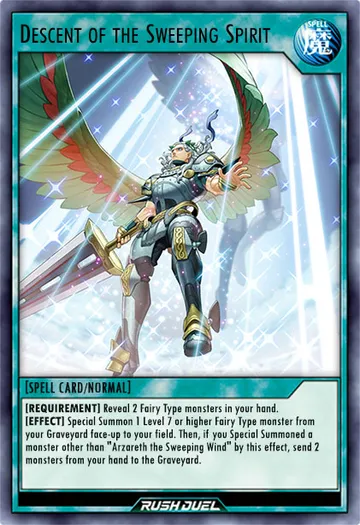 Descent of the Sweeping Spirit
SPELL
魔
[SPELL CARD/NORMAL]
[REQUIREMENT] Reveal 2 Fairy Type monsters in your hand.
[EFFECT] Special Summon 1 Level 7 or higher Fairy Type monster from
your Graveyard face-up to your field. Then, if you Special Summoned a
monster other than "Arzareth the Sweeping Wind" by this effect, send 2
monsters from your hand to the Graveyard.
RUSH DUEL